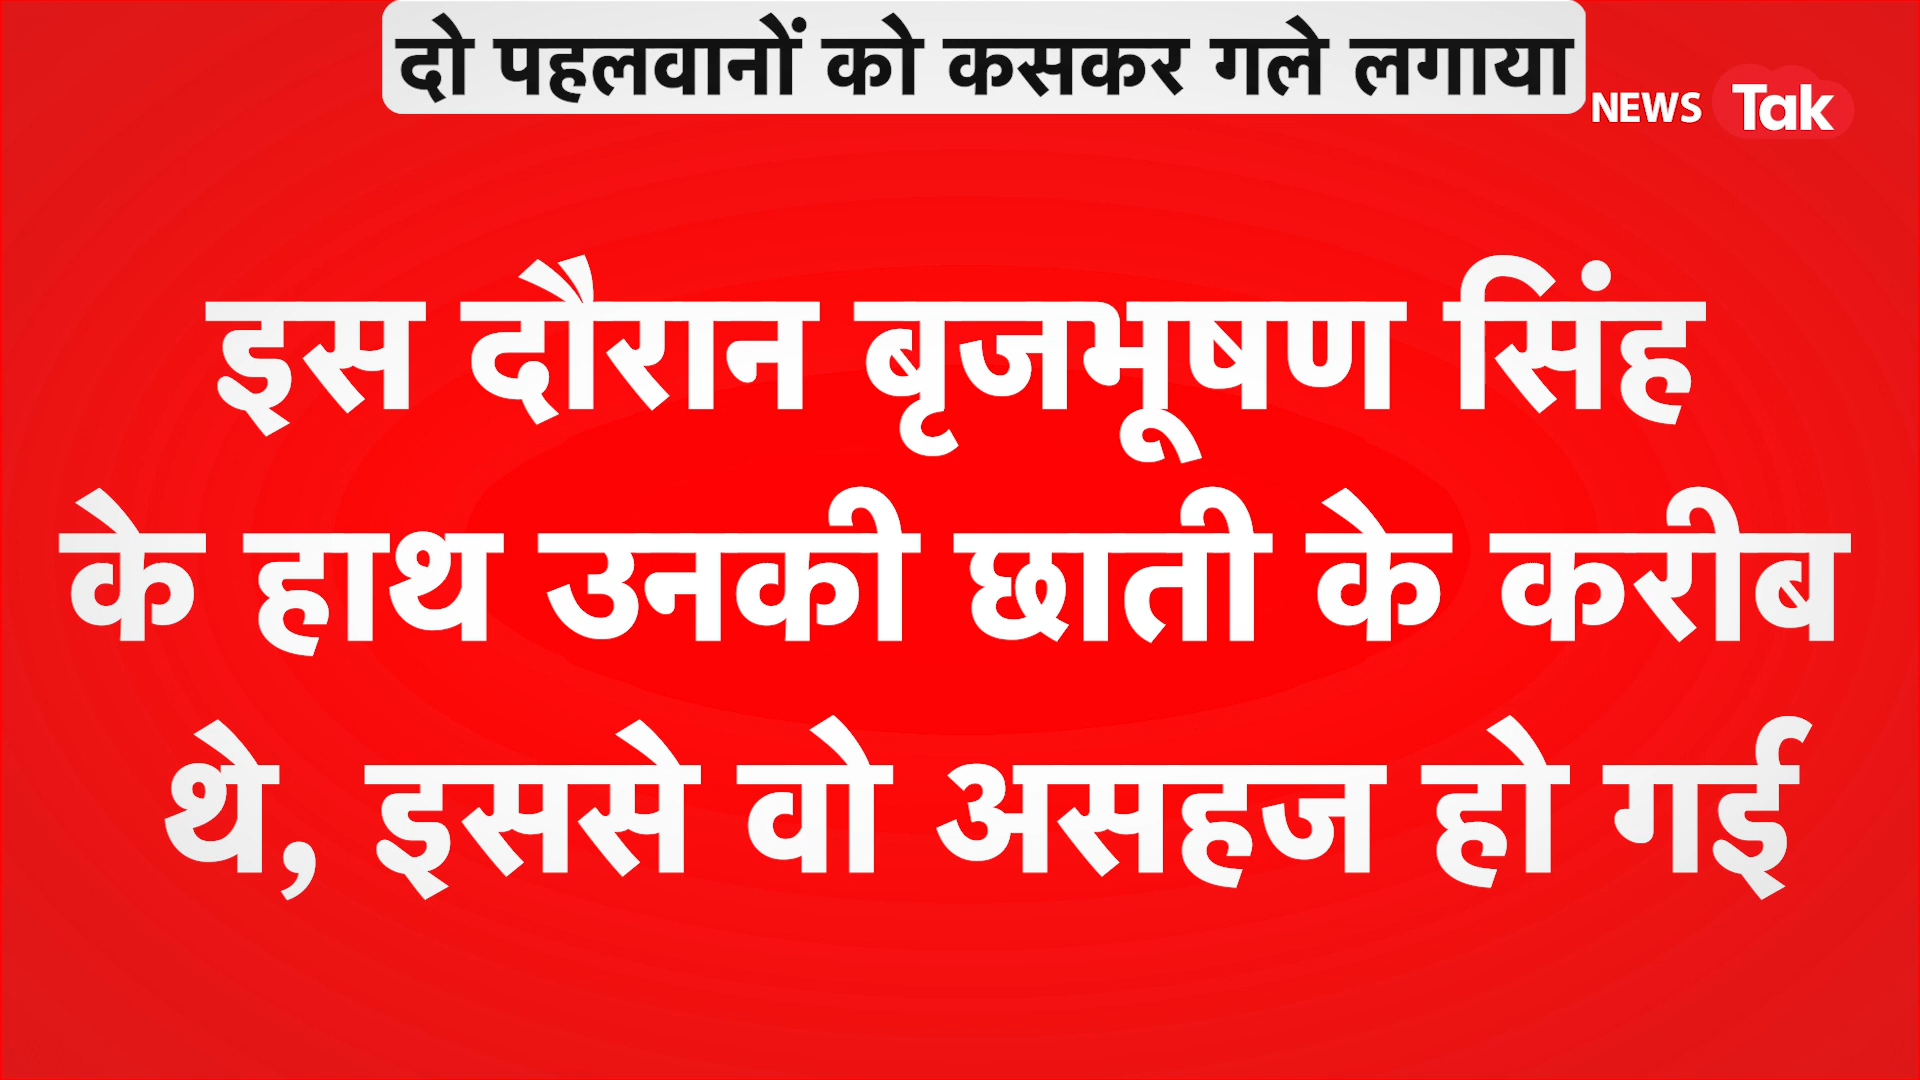 दो पहलवानों को कसकर गले लगाया
NEWS Tak
इस दौरान बृजभूषण सिंह
के हाथ उनकी छाती के करीब
थे, इससे वो असहज हो गई